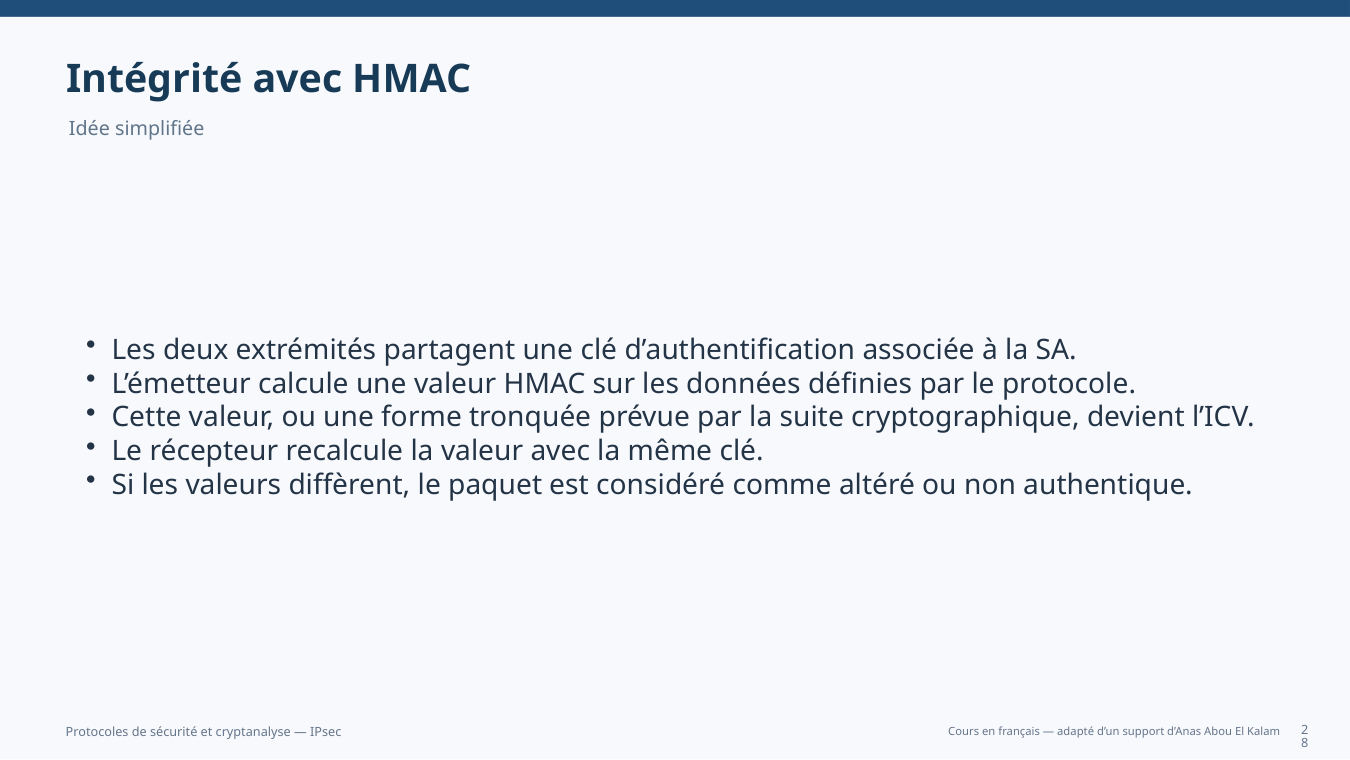 Intégrité avec HMAC
Idée simplifiée
• Les deux extrémités partagent une clé d’authentification associée à la SA.
• L’émetteur calcule une valeur HMAC sur les données définies par le protocole.
• Cette valeur, ou une forme tronquée prévue par la suite cryptographique, devient l’ICV.
• Le récepteur recalcule la valeur avec la même clé.
• Si les valeurs diffèrent, le paquet est considéré comme altéré ou non authentique.
Protocoles de sécurité et cryptanalyse — IPsec
Cours en français — adapté d’un support d’Anas Abou El Kalam
2
8